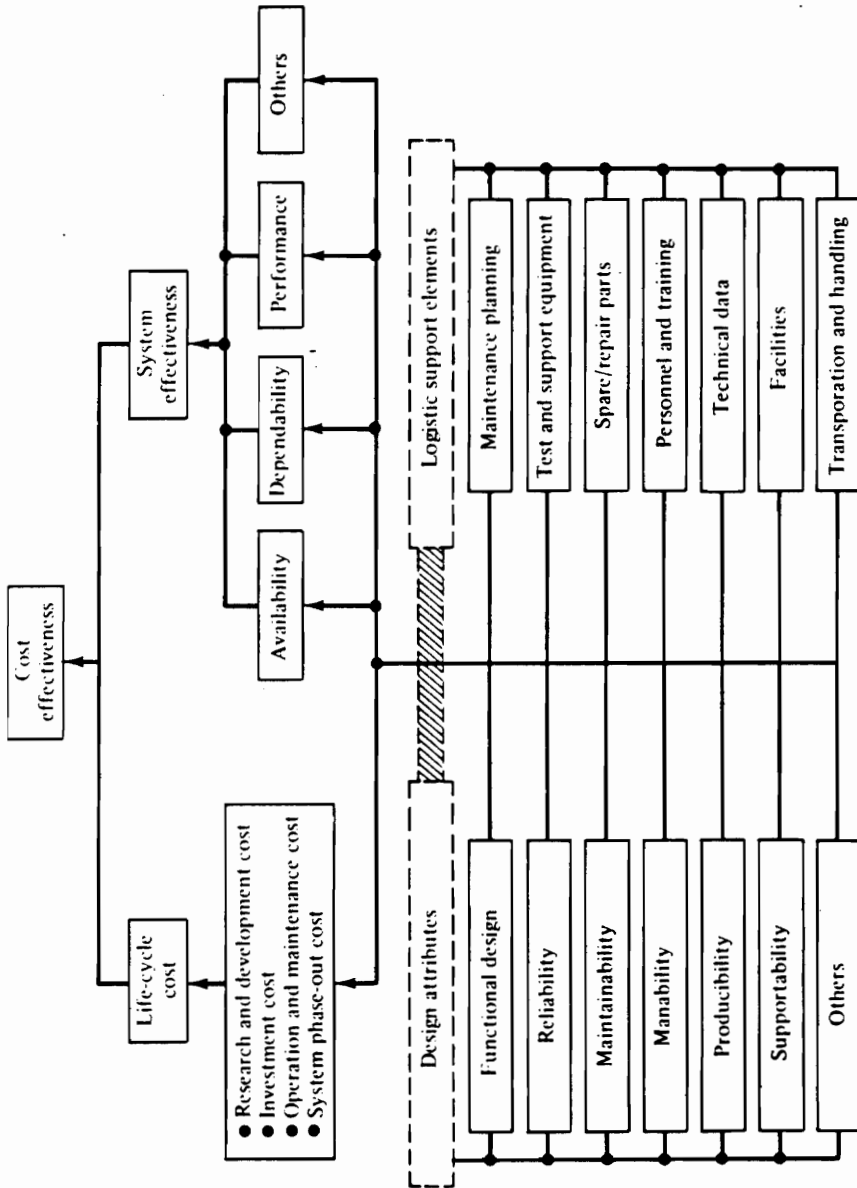 Cost
effectiveness
Life-cycle
cost
System
effectiveness
● Research and development cost
● Investment cost
● Operation and maintenance cost
● System phase-out cost
Availability
Dependability
Performance
Others
Design attributes
Logistic support elements
Functional design
Maintenance planning
Reliability
Test and support equipment
Maintainability
Spare/repair parts
Manability
Personnel and training
Producibility
Technical data
Supportability
Facilities
Others
Transporation and handling